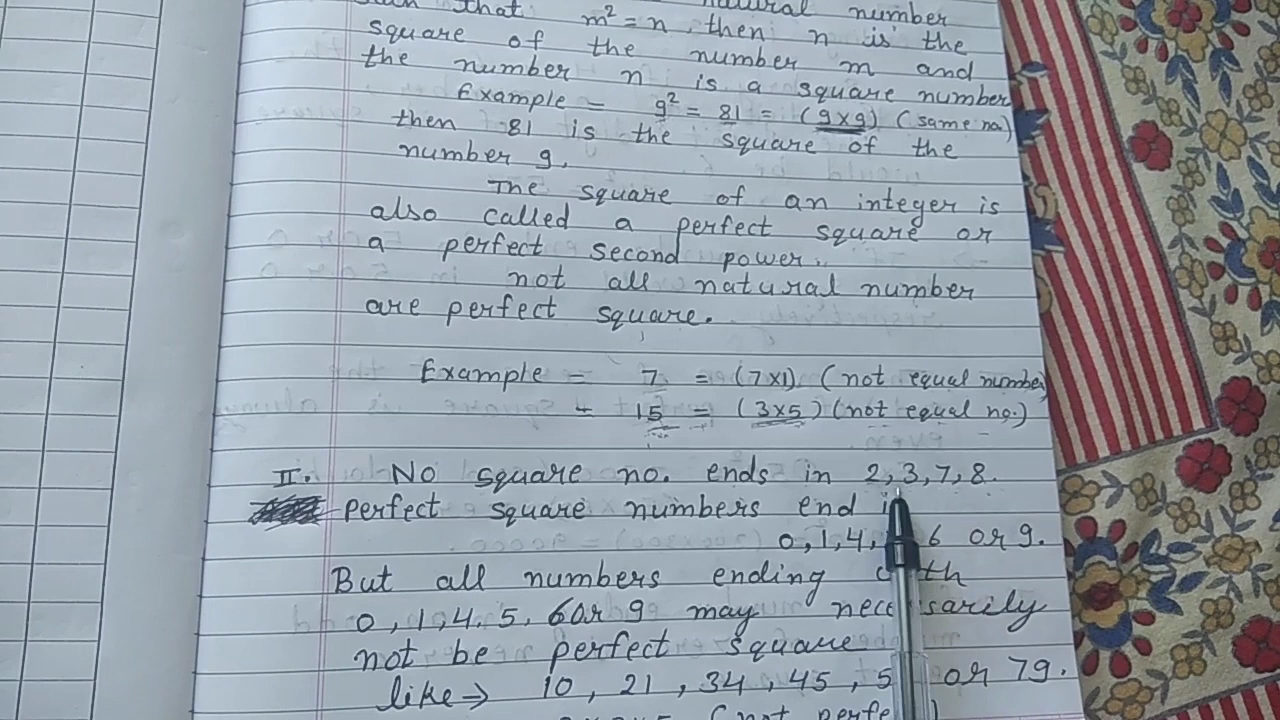 that m² = n, then n is the natural number
square of the number m and
the number n is a square number
Example = 9² = 81 = (9x9) (same no.)
then 81 is the square of the
number 9.
The square of an integer is
also called a perfect square or
a perfect second power.
not all natural number
are perfect square.
Example = 7 = (7x1) (not equal number)
- 15 = (3x5) (not equal no.)
II. No square no. ends in 2,3,7,8.
perfect square numbers end
0,1,4, 6 or 9.
But all numbers ending
0,1,4,5,6 or 9 may
not be perfect square
like → 10, 21, 34, 45, 5 or 79.
(not